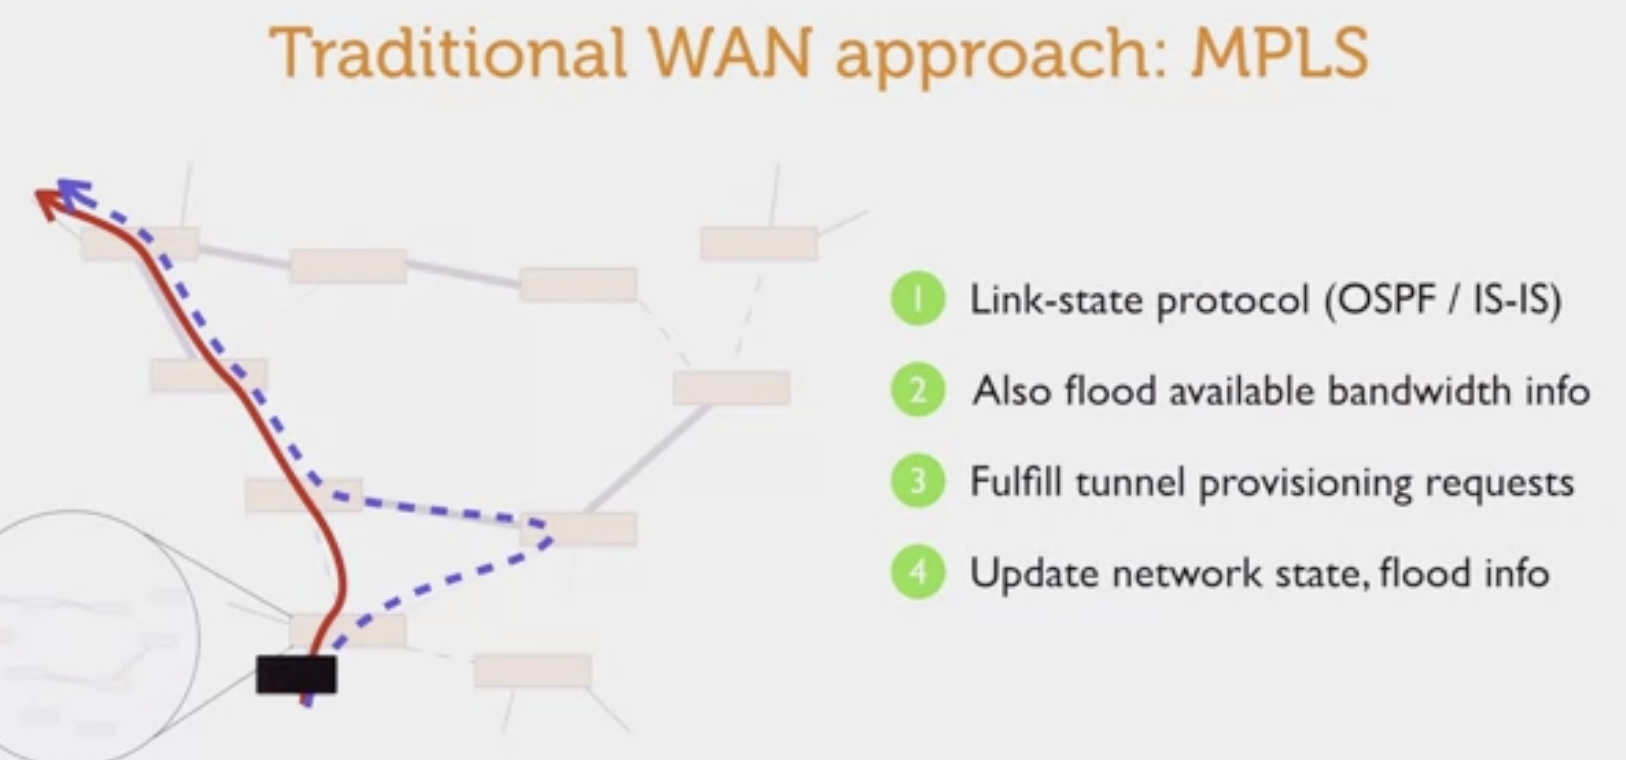 Traditional WAN approach: MPLS
1 Link-state protocol (OSPF / IS-IS)
2 Also flood available bandwidth info
3 Fulfill tunnel provisioning requests
4 Update network state, flood info